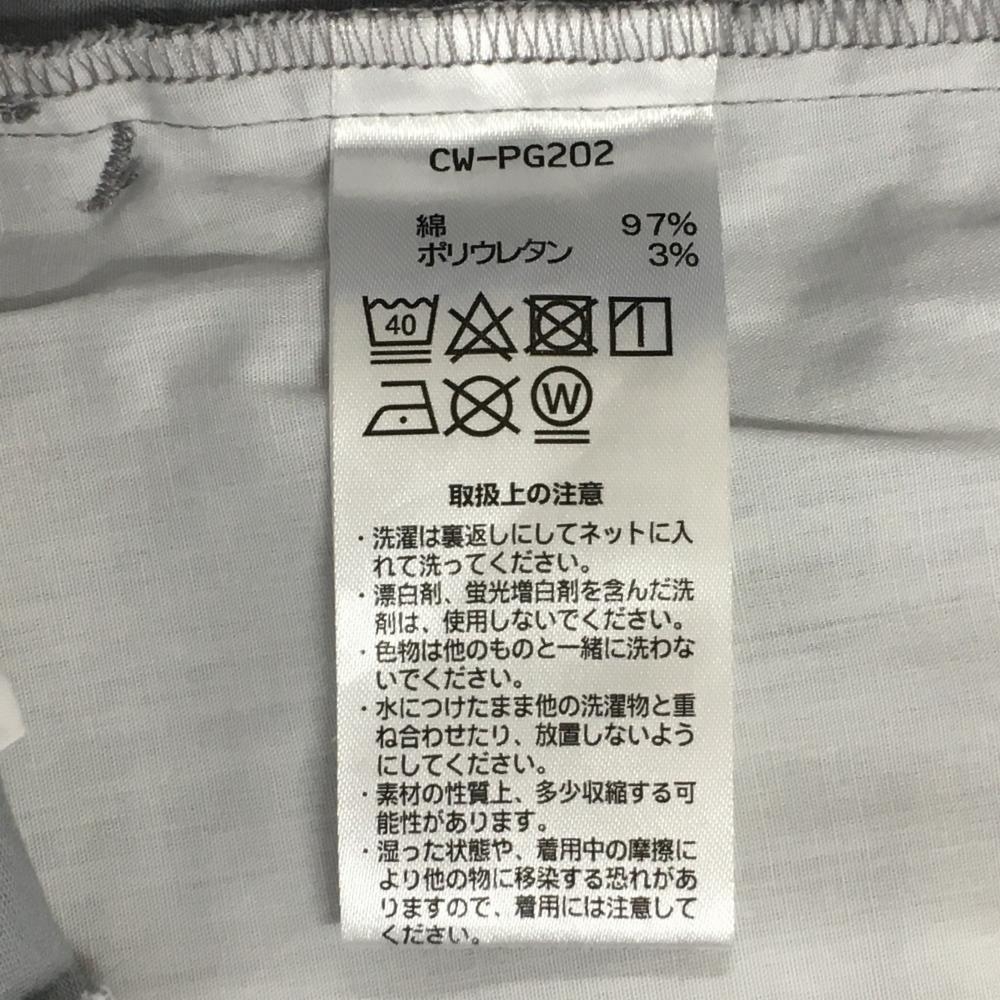 CW-PG202
綿 97%
ポリウレタン 3%
40
W
取扱上の注意
・洗濯は裏返しにしてネットに入
れて洗ってください。
・漂白剤、蛍光増白剤を含んだ洗
剤は、使用しないでください。
・色物は他のものと一緒に洗わな
いでください。
・水につけたまま他の洗濯物と重
ね合わせたり、放置しないよう
にしてください。
・素材の性質上、多少収縮する可
能性があります。
・湿った状態や、着用中の摩擦に
より他の物に移染する恐れがあ
りますので、着用には注意して
ください。